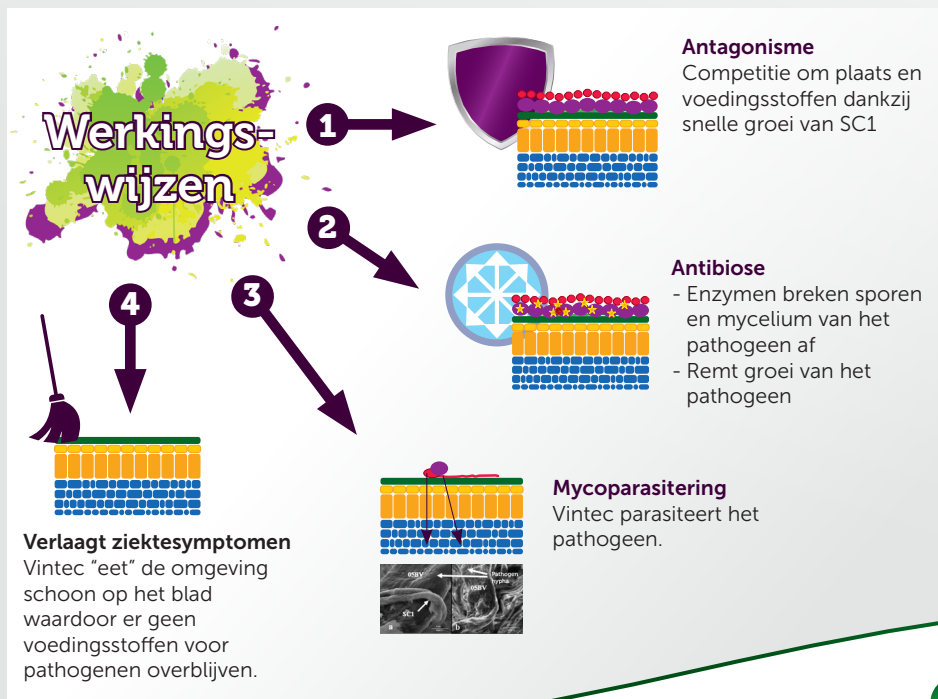 Werkings-
wijzen
1
Antagonisme
Competitie om plaats en
voedingsstoffen dankzij
snelle groei van SC1
2
Antibiose
- Enzymen breken sporen
en mycelium van het
pathogeen af
- Remt groei van het
pathogeen
3
Mycoparasitering
Vintec parasiteert het
pathogeen.
05BV
SC1
a
05BV
Pathogen
hypha
b
4
Verlaagt ziektesymptomen
Vintec “eet” de omgeving
schoon op het blad
waardoor er geen
voedingsstoffen voor
pathogenen overblijven.